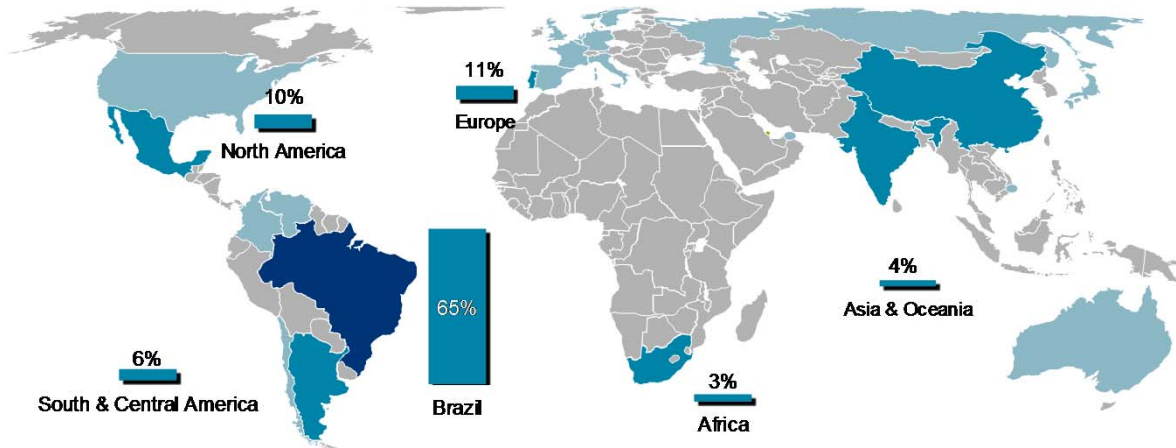 10%
North America
11%
Europe
65%
Brazil
6%
South & Central America
4%
Asia & Oceania
3%
Africa